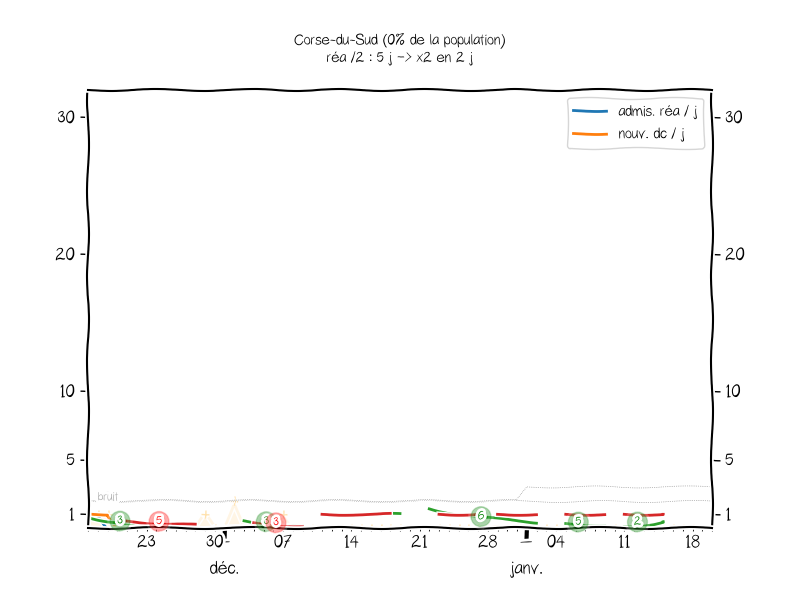 Corse-du-Sud (0% de la population)
réa /2 : 5 j -> x2 en 2 j
admis. réa / j
nouv. dc / j
30 30
20 20
10 10
5 5
bruit
1 1
3 5 3 3 6 5 2
23 30 07 14 21 28 04 11 18
déc. janv.